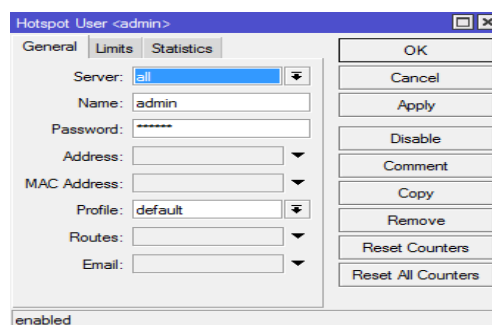 Hotspot User <admin>
General Limits Statistics
Server: all
Name: admin
Password: ******
Address:
MAC Address:
Profile: default
Routes:
Email:
OK
Cancel
Apply
Disable
Comment
Copy
Remove
Reset Counters
Reset All Counters
enabled